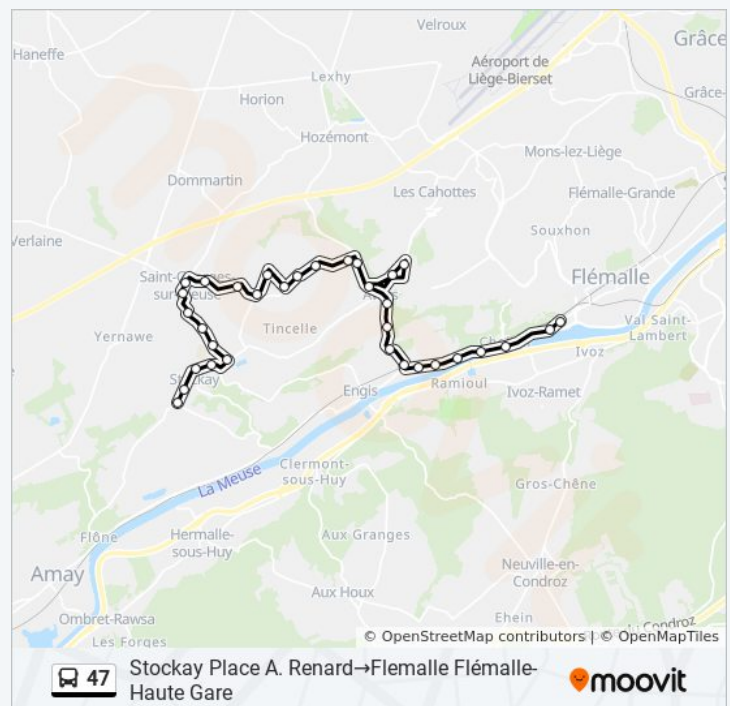 Velroux
Haneffe
Grâce
Aéroport de
Liège-Bierset
Lexhy
Horion
Grâce-
Hozémont
Mons-lez-Liège
Dommartin
Les Cahottes
Flémalle-Grande
Verlaine
Souxhon
Flémalle
Yernawe
Tincelle
Val Saint-
Lambert
Ivoz
Ramioul
Engis
Ivoz-Ramet
La Meuse
Clermont-
sous-Huy
Gros-Chêne
Flône
Hermalle-
sous-Huy
Aux Granges
Amay
Neuville-en-
Condroz
Aux Houx
Ombret-Rawsa
Ehein
Condroz
Les Forges
© OpenStreetMap contributors | © OpenMapTiles
47
Stockay Place A. Renard→Flemalle Flémalle-
Haute Gare
moovit